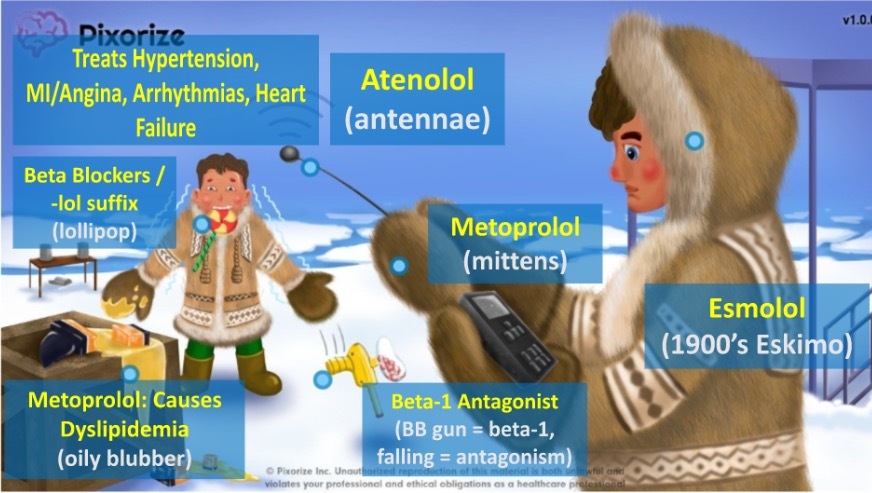 Pixorize
v1.0.
Treats Hypertension,
MI/Angina, Arrhythmias, Heart
Failure
Atenolol
(antennae)
Beta Blockers /
-lol suffix
(lollipop)
Metoprolol
(mittens)
Esmolol
(1900's Eskimo)
Metoprolol: Causes
Dyslipidemia
(oily blubber)
Beta-1 Antagonist
(BB gun = beta-1,
falling = antagonism)
© Pixorize Inc. Unauthorized reproduction of this material is both unlawful and
violates your professional and ethical obligations as a healthcare professional